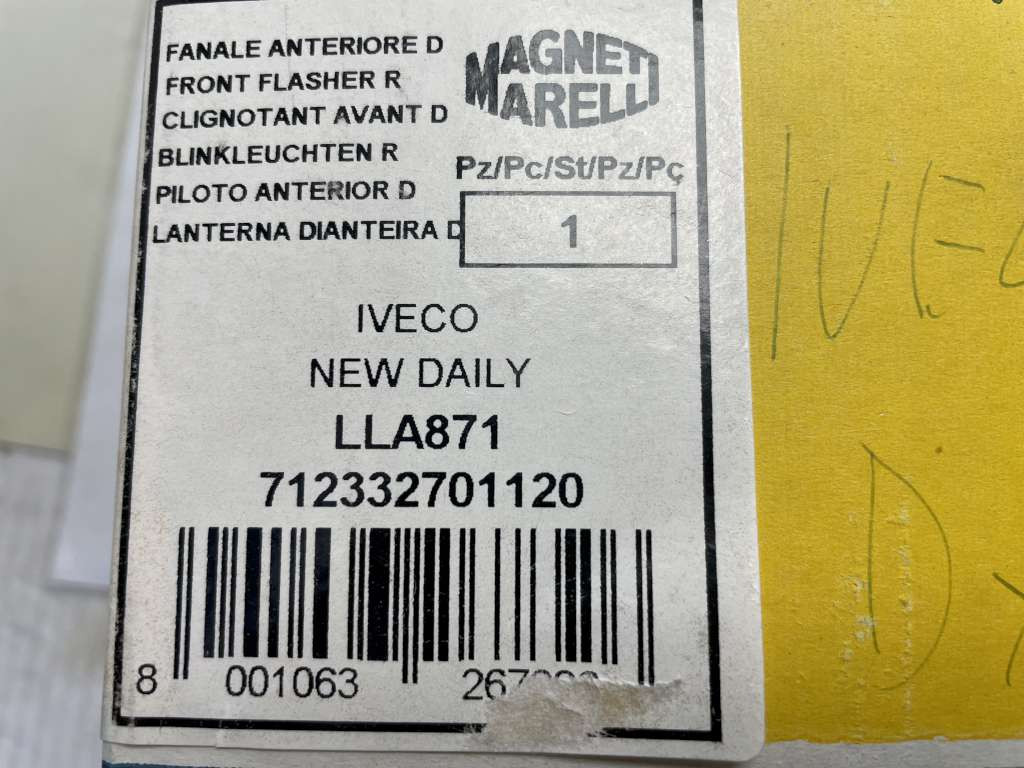 FANALE ANTERIORE D
FRONT FLASHER R
CLIGNOTANT AVANT D
BLINKLEUCHTEN R
PILOTO ANTERIOR D
LANTERNA DIANTEIRA D
MAGNETI
MARELLI
Pz/Pc/St/Pz/Pç
1
IVECO
NEW DAILY
LLA871
712332701120
8 001063